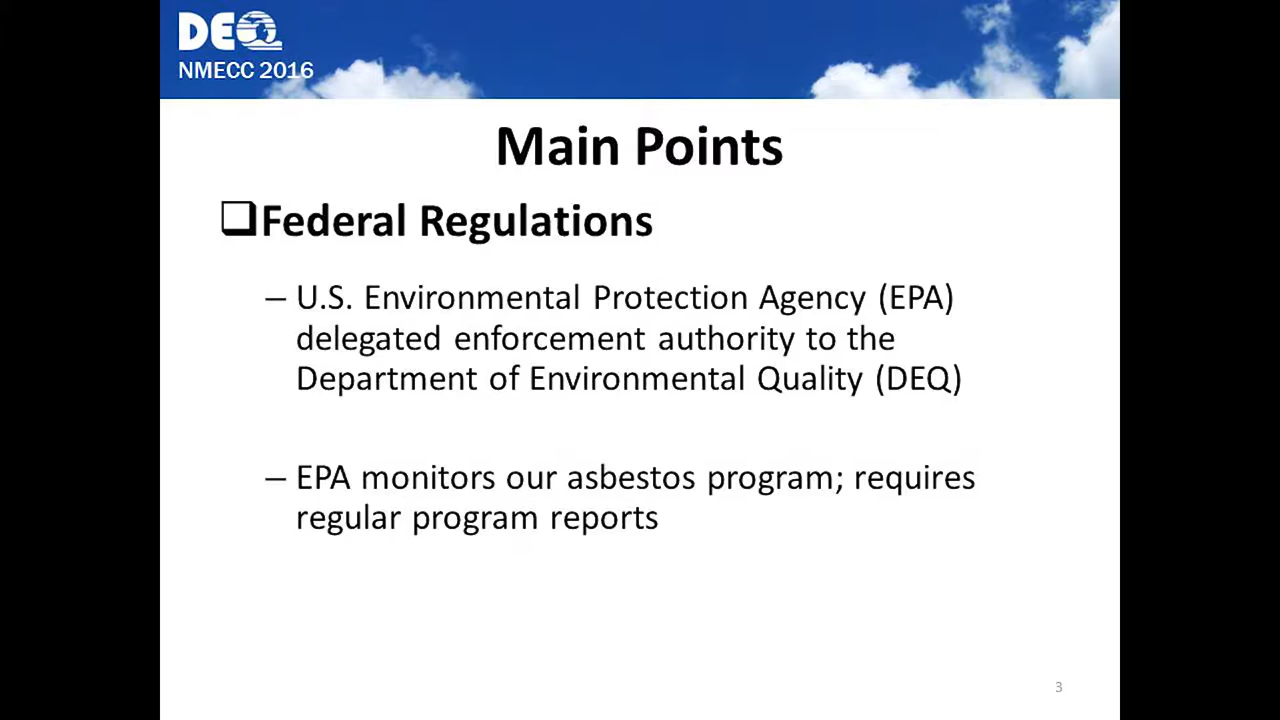 DEQ
NMECC 2016
Main Points
❑Federal Regulations
– U.S. Environmental Protection Agency (EPA)
delegated enforcement authority to the
Department of Environmental Quality (DEQ)
– EPA monitors our asbestos program; requires
regular program reports
3